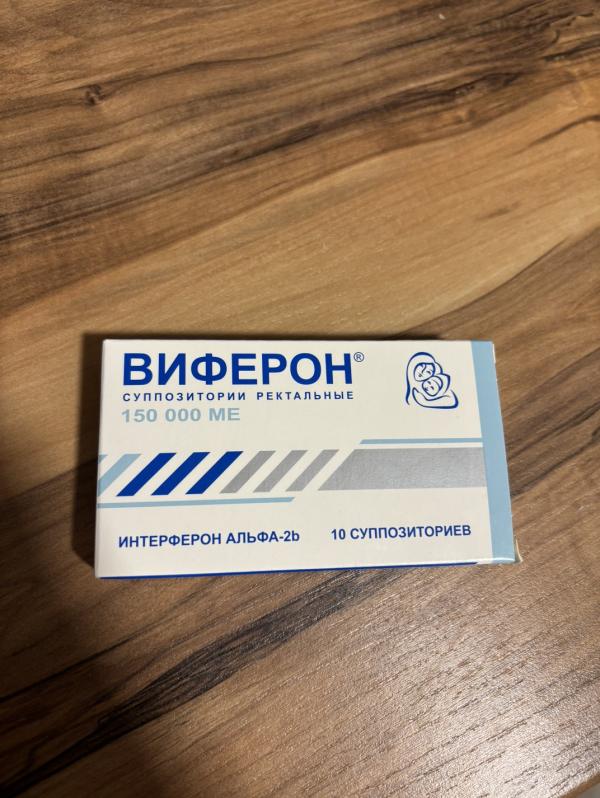 ВИФЕРОН®
СУППОЗИТОРИИ РЕКТАЛЬНЫЕ
150 000 МЕ
ИНТЕРФЕРОН АЛЬФА-2b 10 СУППОЗИТОРИЕВ